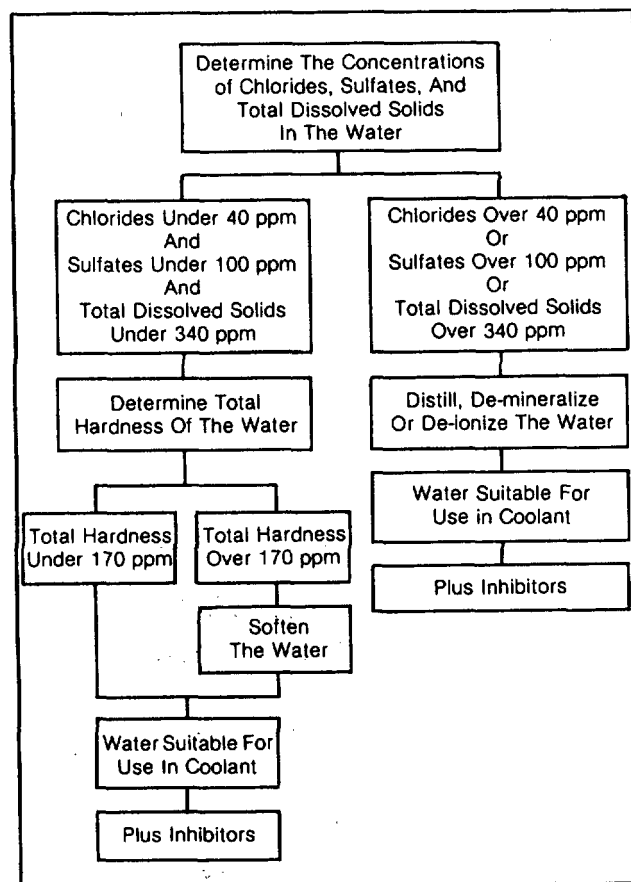 Determine The Concentrations
of Chlorides, Sulfates, And
Total Dissolved Solids
In The Water
Chlorides Under 40 ppm
And
Sulfates Under 100 ppm
And
Total Dissolved Solids
Under 340 ppm
Chlorides Over 40 ppm
Or
Sulfates Over 100 ppm
Or
Total Dissolved Solids
Over 340 ppm
Determine Total
Hardness Of The Water
Distill, De-mineralize
Or De-ionize The Water
Total Hardness
Under 170 ppm
Total Hardness
Over 170 ppm
Water Suitable For
Use in Coolant
Plus Inhibitors
Soften
The Water
Water Suitable For
Use In Coolant
Plus Inhibitors